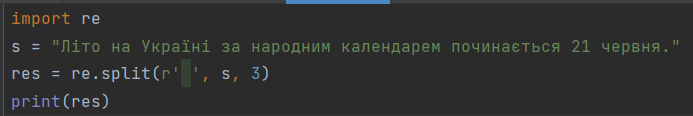 import re
s = "Літо на Україні за народним календарем починається 21 червня."
res = re.split(r' ', s, 3)
print(res)